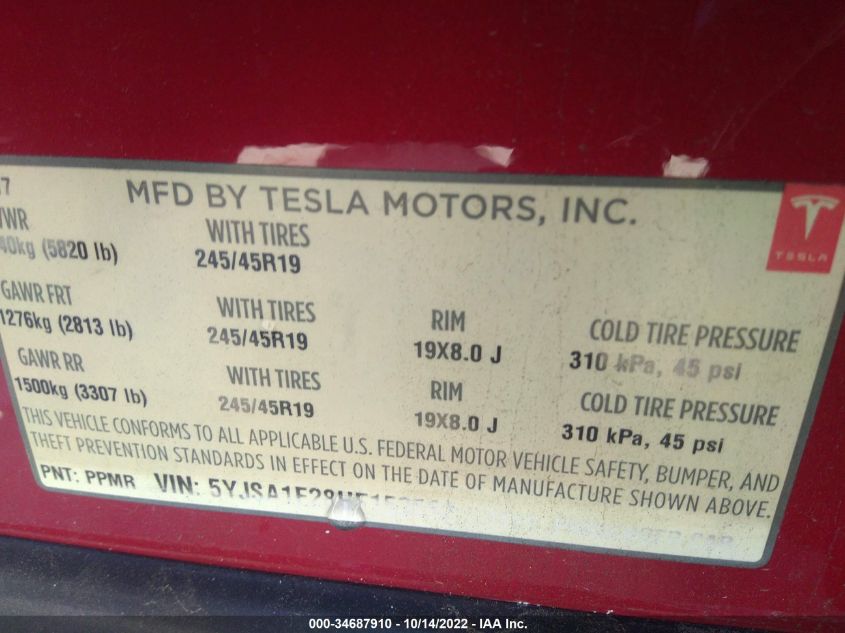 MFD BY TESLA MOTORS, INC.
TESLA
WITH TIRES
40kg (5820 lb) 245/45R19
GAWR FRT WITH TIRES RIM COLD TIRE PRESSURE
1276kg (2813 lb) 245/45R19 19X8.0 J 310 kPa, 45 psi
GAWR RR WITH TIRES RIM COLD TIRE PRESSURE
1500kg (3307 lb) 245/45R19 19X8.0 J 310 kPa, 45 psi
THIS VEHICLE CONFORMS TO ALL APPLICABLE U.S. FEDERAL MOTOR VEHICLE SAFETY, BUMPER, AND
THEFT PREVENTION STANDARDS IN EFFECT ON THE DATE OF MANUFACTURE SHOWN ABOVE.
PNT: PPMR VIN:
000-34687910 - 10/14/2022 - IAA Inc.